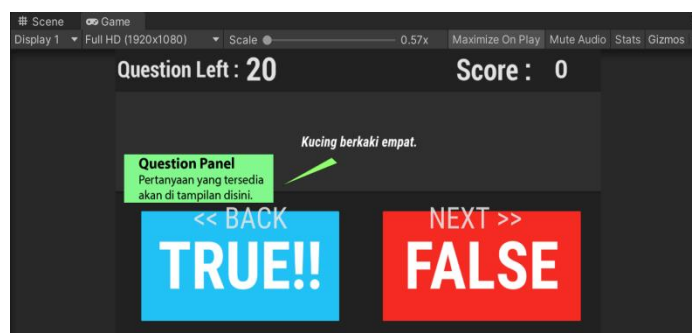 Scene Game
Display 1 Full HD (1920x1080) Scale 0.57x Maximize On Play Mute Audio Stats Gizmos
Question Left : 20 Score : 0
Kucing berkaki empat.
Question Panel
Pertanyaan yang tersedia
akan di tampilan disini.
<< BACK NEXT >>
TRUE!! FALSE